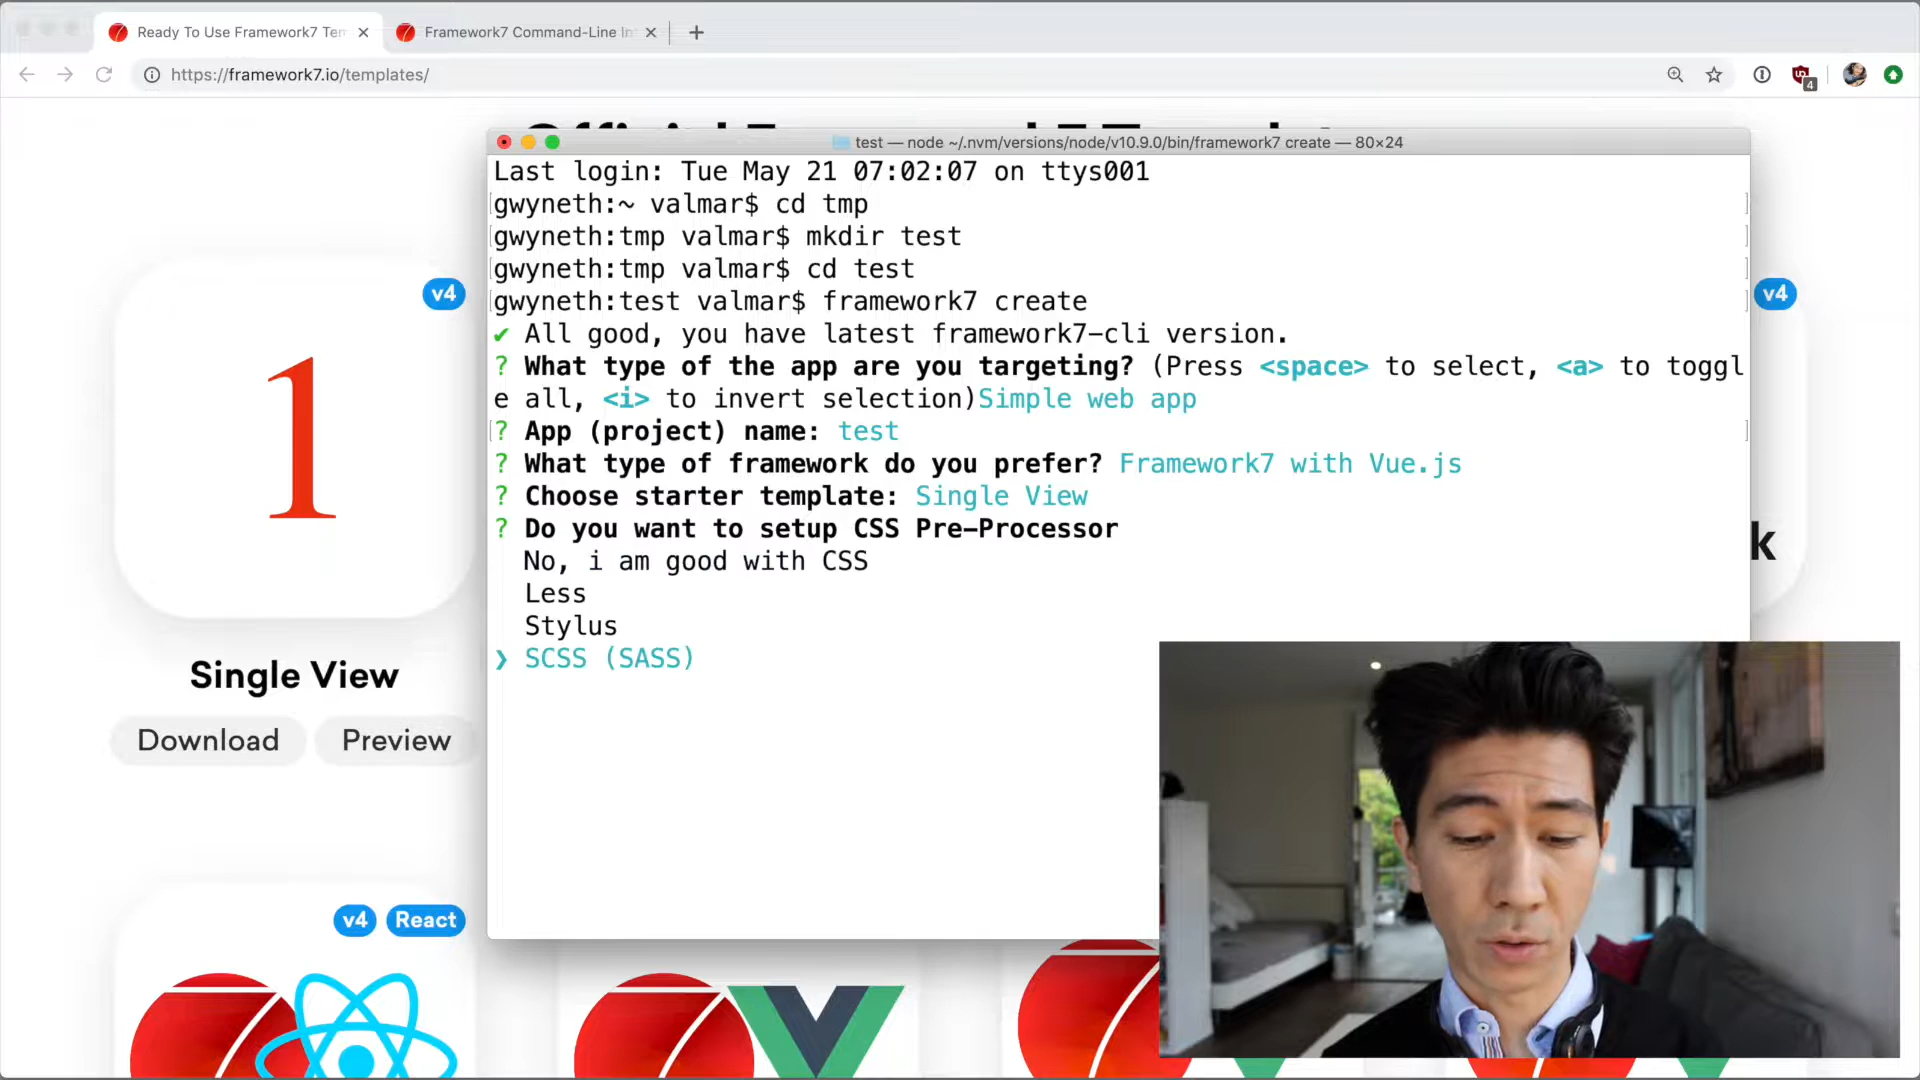 Ready To Use Framework7 Tem
Framework7 Command-Line In
https://framework7.io/templates/
4
test — node ~/.nvm/versions/node/v10.9.0/bin/framework7 create — 80×24
Last login: Tue May 21 07:02:07 on ttys001
gwyneth:~ valmar$ cd tmp
gwyneth:tmp valmar$ mkdir test
gwyneth:tmp valmar$ cd test
gwyneth:test valmar$ framework7 create
✔ All good, you have latest framework7-cli version.
? What type of the app are you targeting? (Press <space> to select, <a> to toggl
e all, <i> to invert selection)Simple web app
? App (project) name: test
? What type of framework do you prefer? Framework7 with Vue.js
? Choose starter template: Single View
? Do you want to setup CSS Pre-Processor
No, i am good with CSS
Less
Stylus
❯ SCSS (SASS)
v4
1
Single View
Download
Preview
v4
k
v4
React